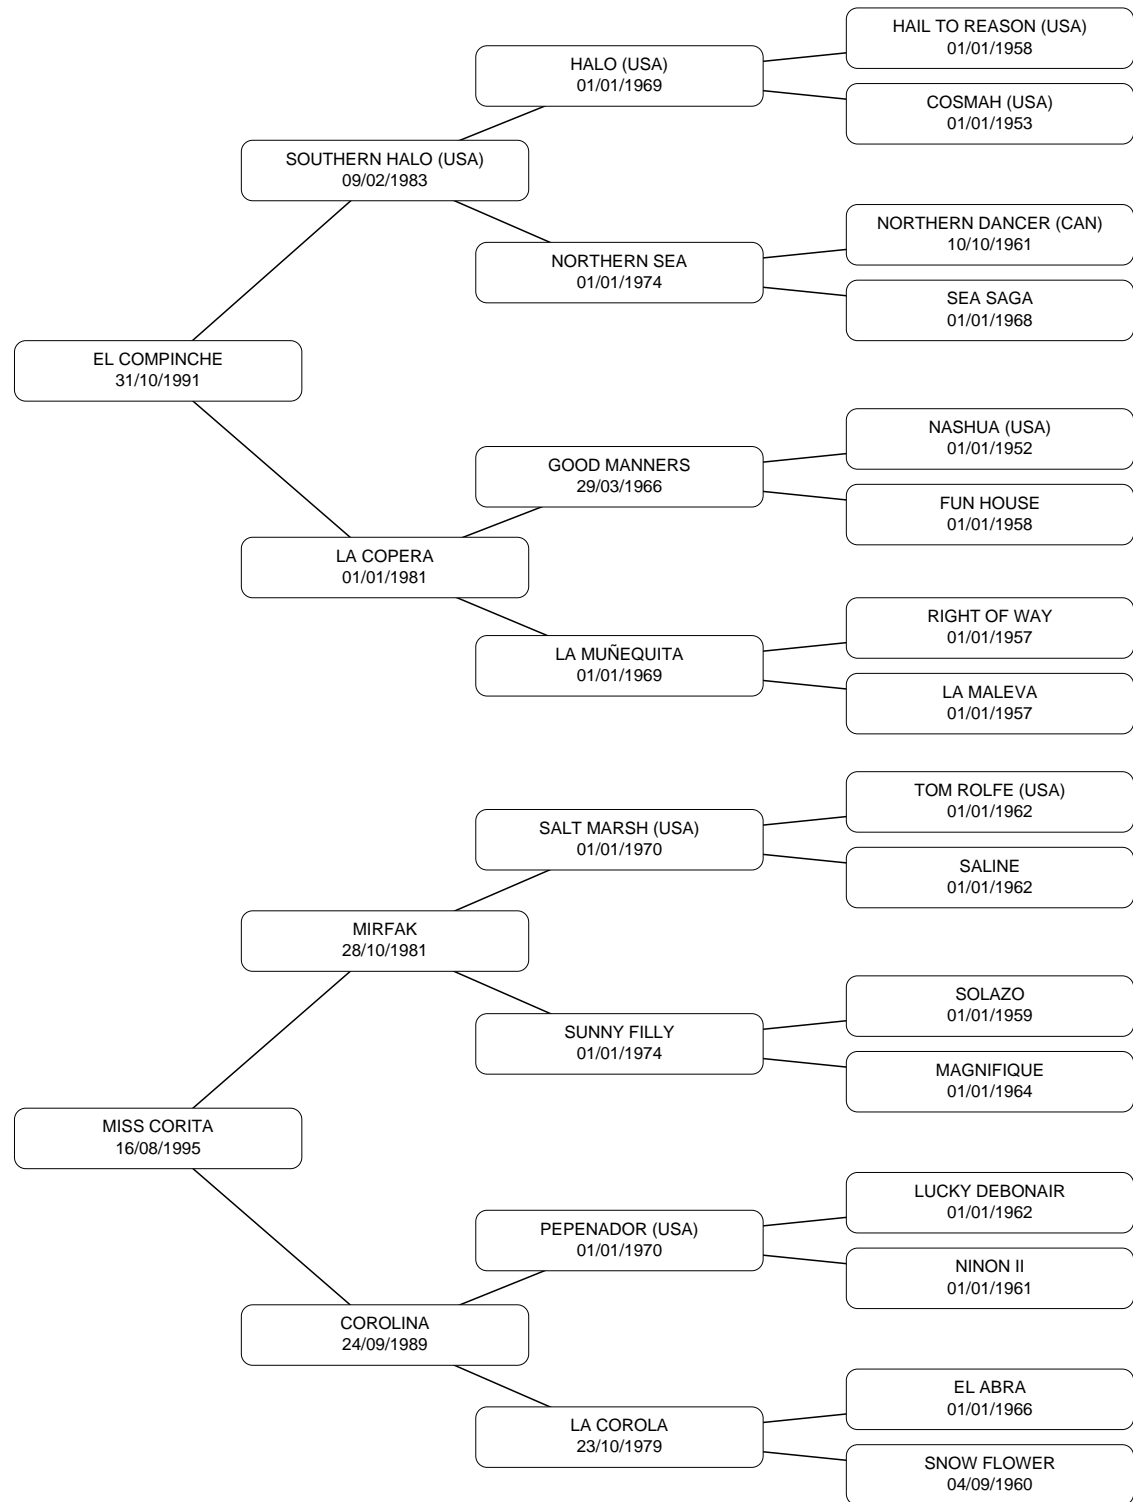 HAIL TO REASON (USA)
01/01/1958
HALO (USA)
01/01/1969
COSMAH (USA)
01/01/1953
SOUTHERN HALO (USA)
09/02/1983
NORTHERN DANCER (CAN)
10/10/1961
NORTHERN SEA
01/01/1974
SEA SAGA
01/01/1968
EL COMPINCHE
31/10/1991
NASHUA (USA)
01/01/1952
GOOD MANNERS
29/03/1966
FUN HOUSE
01/01/1958
LA COPERA
01/01/1981
RIGHT OF WAY
01/01/1957
LA MUÑEQUITA
01/01/1969
LA MALEVA
01/01/1957
TOM ROLFE (USA)
01/01/1962
SALT MARSH (USA)
01/01/1970
SALINE
01/01/1962
MIRFAK
28/10/1981
SOLAZO
01/01/1959
SUNNY FILLY
01/01/1974
MAGNIFIQUE
01/01/1964
MISS CORITA
16/08/1995
LUCKY DEBONAIR
01/01/1962
PEPENADOR (USA)
01/01/1970
NINON II
01/01/1961
COROLINA
24/09/1989
EL ABRA
01/01/1966
LA COROLA
23/10/1979
SNOW FLOWER
04/09/1960